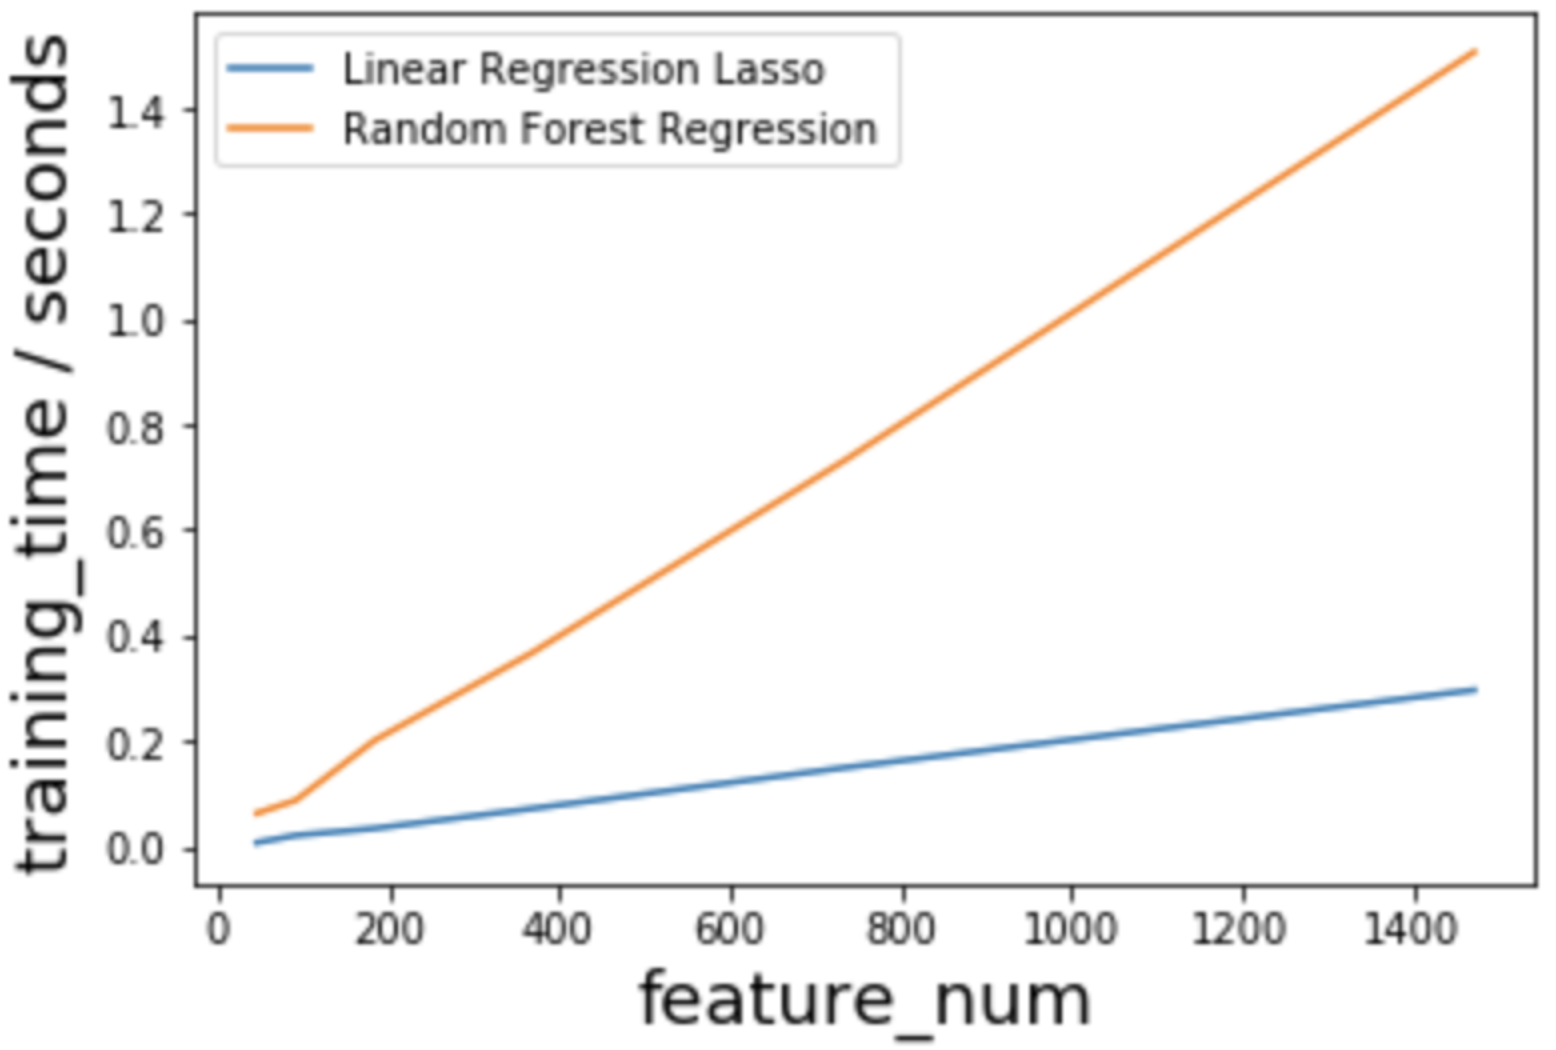 training_time / seconds
Linear Regression Lasso
Random Forest Regression
1.4
1.2
1.0
0.8
0.6
0.4
0.2
0.0
0 200 400 600 800 1000 1200 1400
feature_num